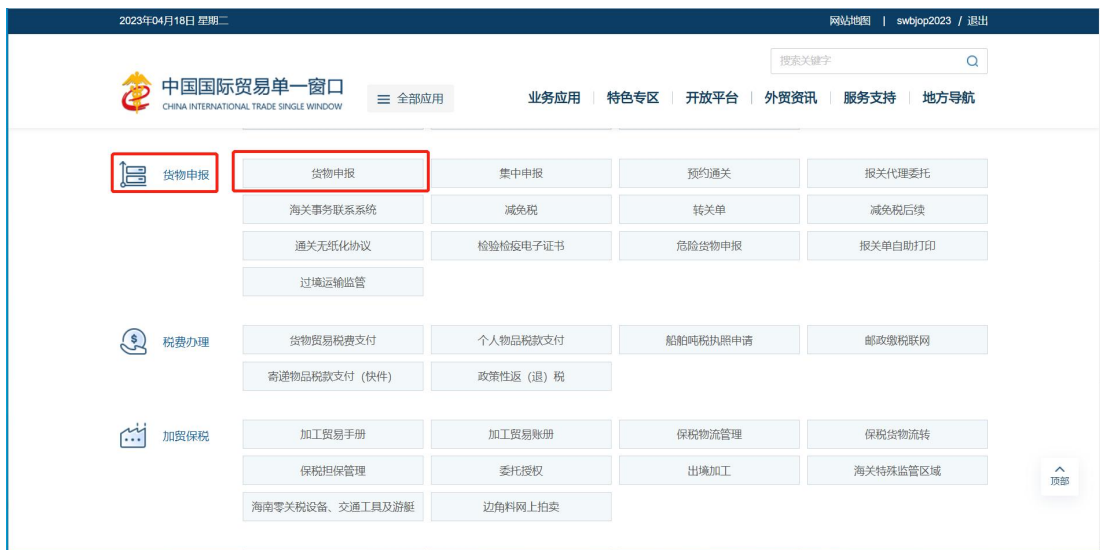 2023年04月18日 星期二
网站地图 | swbjop2023 / 退出
搜索关键字
中国国际贸易单一窗口
CHINA INTERNATIONAL TRADE SINGLE WINDOW
全部应用
业务应用 特色专区 开放平台 外贸资讯 服务支持 地方导航
货物申报
货物申报 集中申报 预约通关 报关代理委托
海关事务联系系统 减免税 转关单 减免税后续
通关无纸化协议 检验检疫电子证书 危险货物申报 报关单自助打印
过境运输监管
税费办理
货物贸易税费支付 个人物品税款支付 船舶吨税执照申请 邮政缴税联网
寄递物品税款支付（快件） 政策性返（退）税
加贸保税
加工贸易手册 加工贸易账册 保税物流管理 保税货物流转
保税担保管理 委托授权 出境加工 海关特殊监管区域
海南零关税设备、交通工具及游艇 边角料网上拍卖
顶部